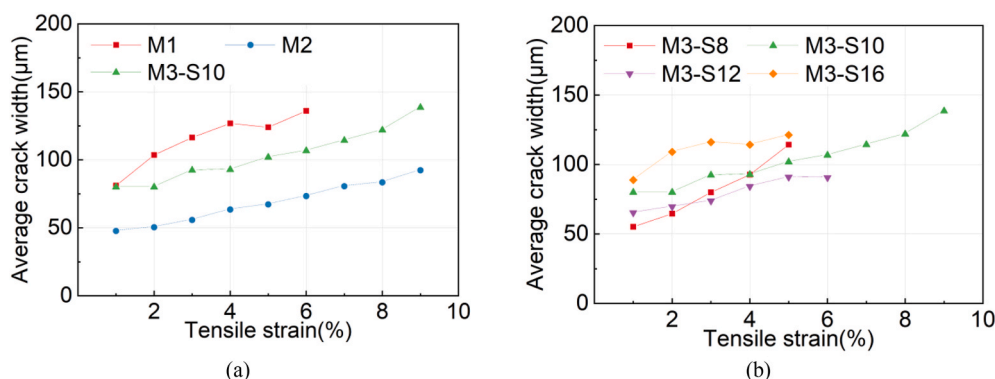 M1 M2
M3-S10
Average crack width(μm)
200
150
100
50
0
2 4 6 8 10
Tensile strain(%)
(a)
M3-S8 M3-S10
M3-S12 M3-S16
Average crack width(μm)
200
150
100
50
0
2 4 6 8 10
Tensile strain(%)
(b)